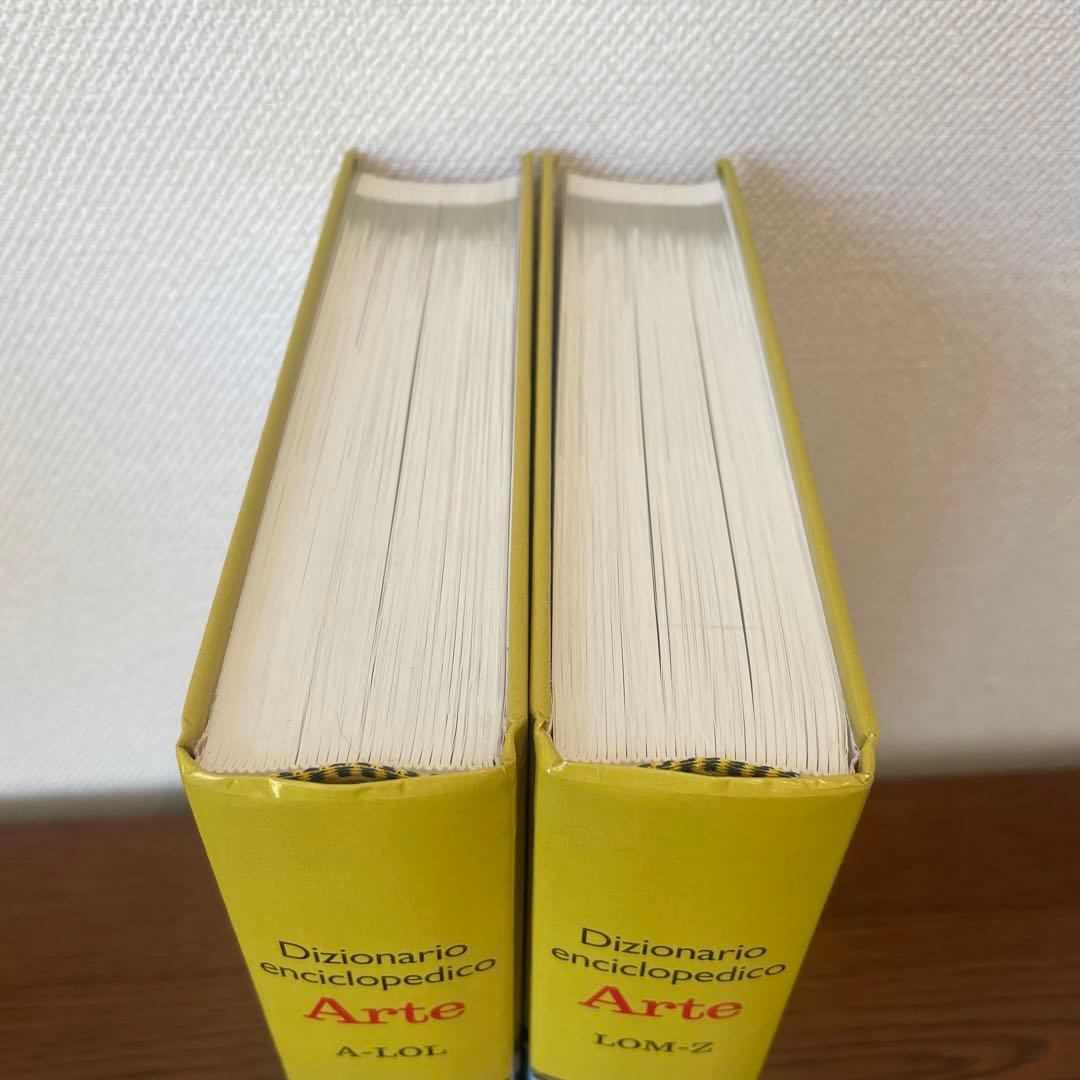 Dizionario
enciclopedico
Arte
A-LOL
Dizionario
enciclopedico
Arte
LOM-Z